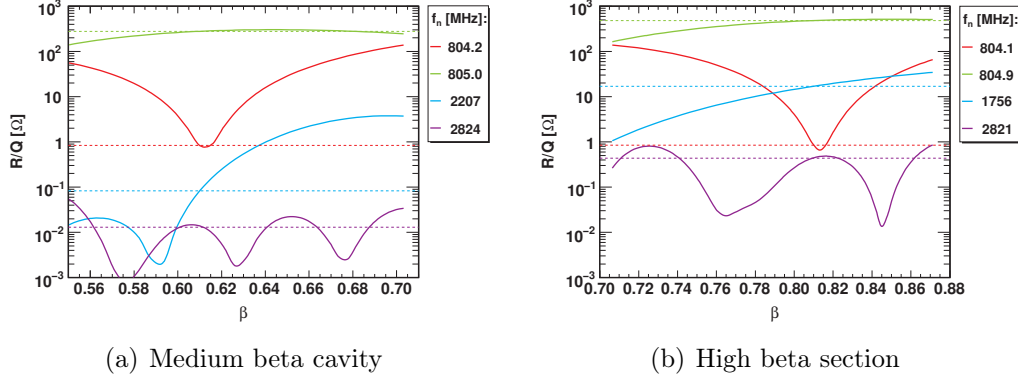 R/Q [Ω]
10³
10²
10
1
10⁻¹
10⁻²
10⁻³
0.56 0.58 0.60 0.62 0.64 0.66 0.68 0.70
β
fₙ [MHz]:
804.2
805.0
2207
2824
(a) Medium beta cavity
R/Q [Ω]
10³
10²
10
1
10⁻¹
10⁻²
10⁻³
0.70 0.72 0.74 0.76 0.78 0.80 0.82 0.84 0.86 0.88
β
fₙ [MHz]:
804.1
804.9
1756
2821
(b) High beta section